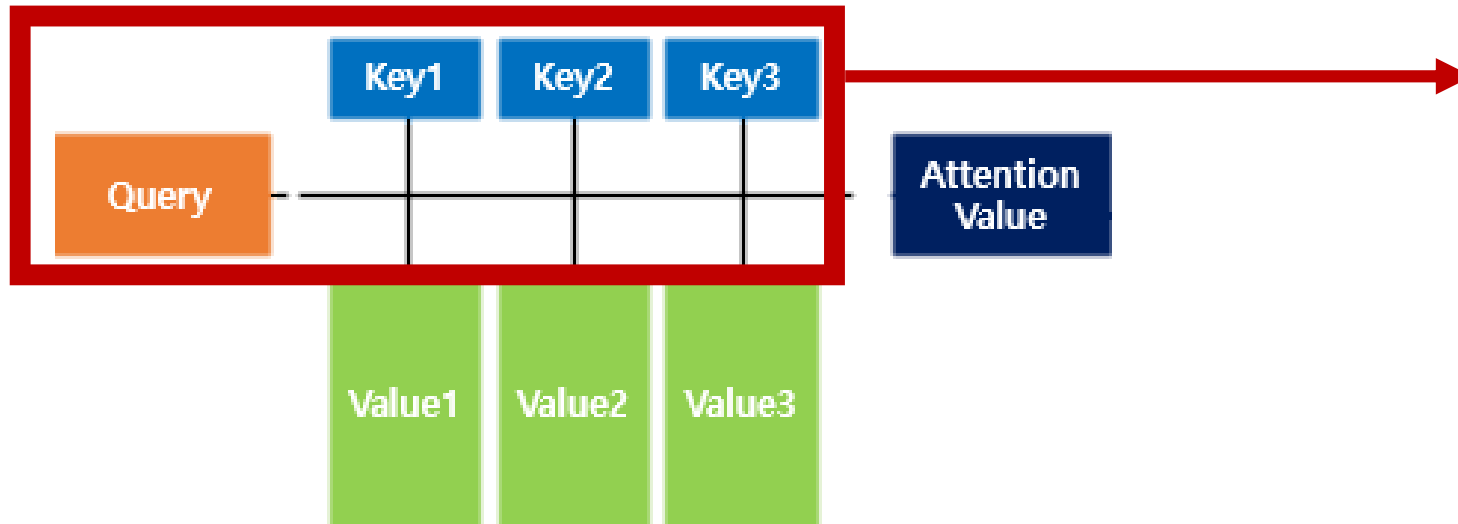 Key1 Key2 Key3
Query
Attention
Value
Value1 Value2 Value3